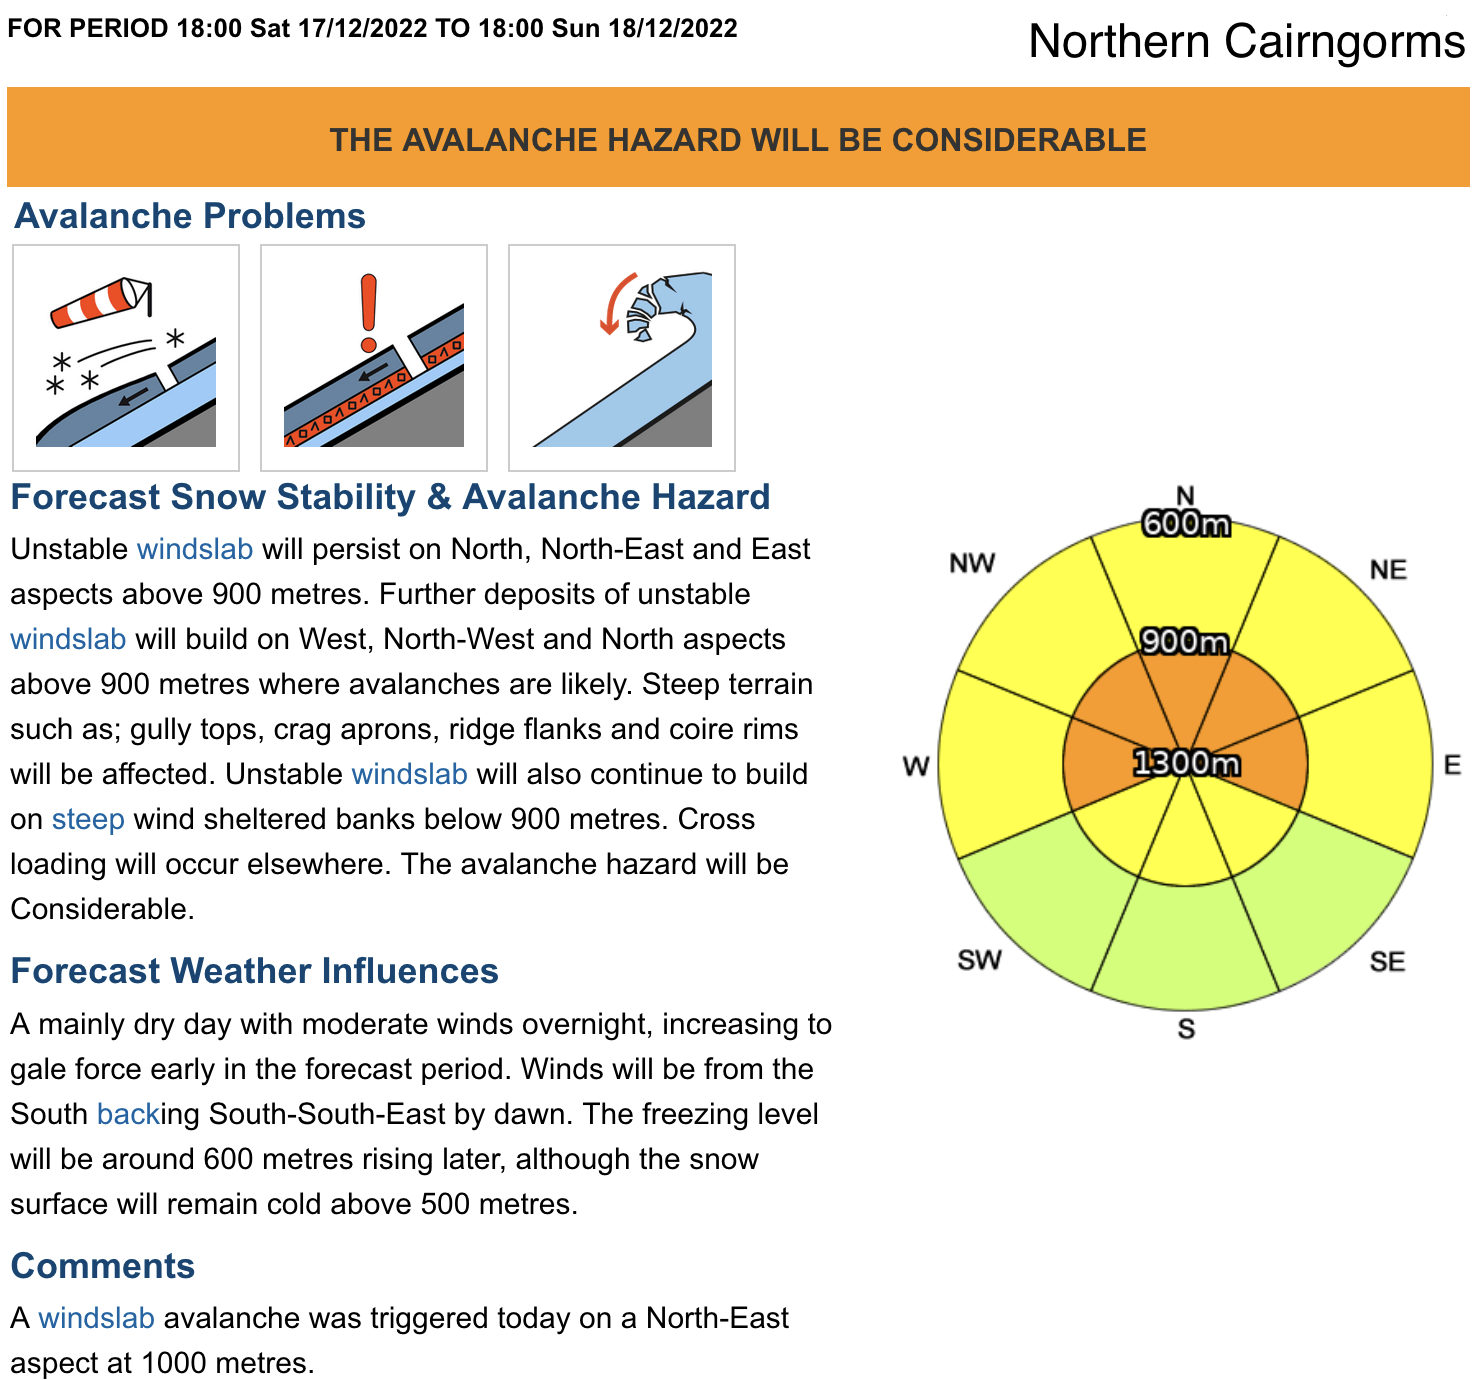 FOR PERIOD 18:00 Sat 17/12/2022 TO 18:00 Sun 18/12/2022
Northern Cairngorms
THE AVALANCHE HAZARD WILL BE CONSIDERABLE
Avalanche Problems
Forecast Snow Stability & Avalanche Hazard
Unstable windslab will persist on North, North-East and East
aspects above 900 metres. Further deposits of unstable
windslab will build on West, North-West and North aspects
above 900 metres where avalanches are likely. Steep terrain
such as; gully tops, crag aprons, ridge flanks and coire rims
will be affected. Unstable windslab will also continue to build
on steep wind sheltered banks below 900 metres. Cross
loading will occur elsewhere. The avalanche hazard will be
Considerable.
Forecast Weather Influences
A mainly dry day with moderate winds overnight, increasing to
gale force early in the forecast period. Winds will be from the
South backing South-South-East by dawn. The freezing level
will be around 600 metres rising later, although the snow
surface will remain cold above 500 metres.
Comments
A windslab avalanche was triggered today on a North-East
aspect at 1000 metres.
N
600m
NW
NE
900m
W
1300m
E
SW
SE
S